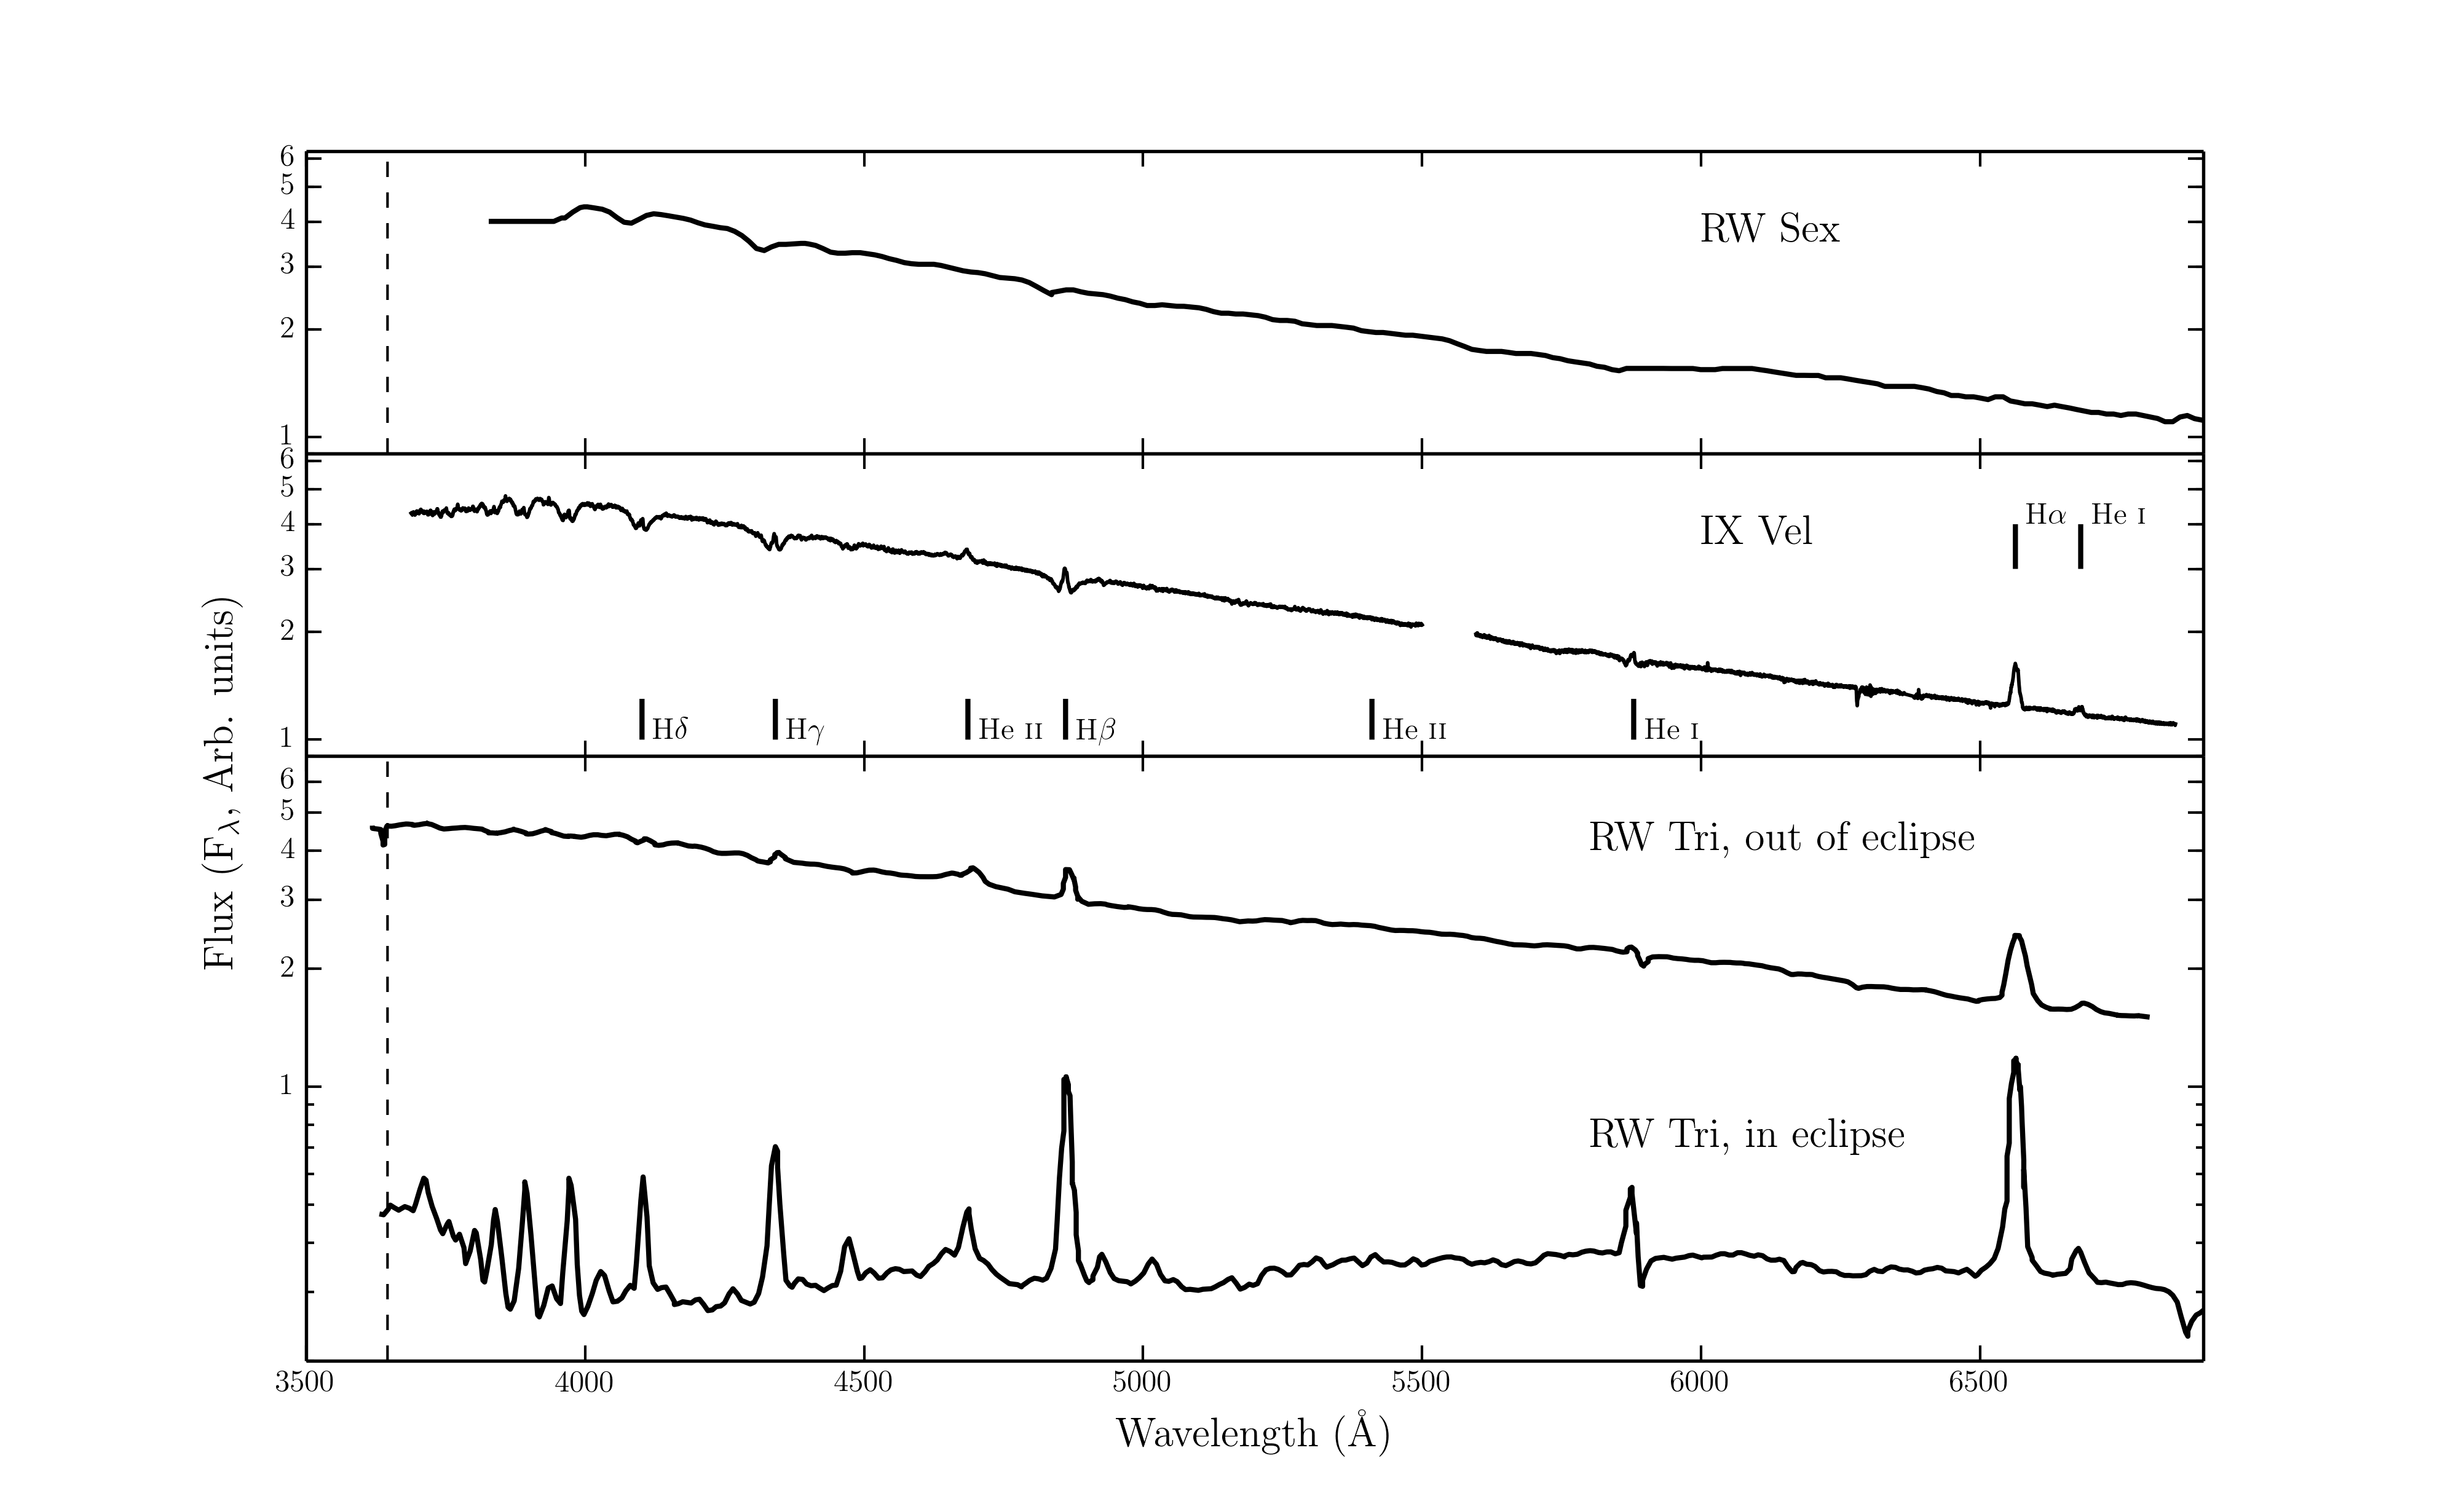 6
5
RW Sex
4
3
2
1
6
5
Hα He I
IX Vel
4
3
2
Hδ Hγ He II Hβ He II He I
1
6
5
RW Tri, out of eclipse
4
3
2
1
RW Tri, in eclipse
Flux (Fλ, Arb. units)
3500 4000 4500 5000 5500 6000 6500
Wavelength (Å)